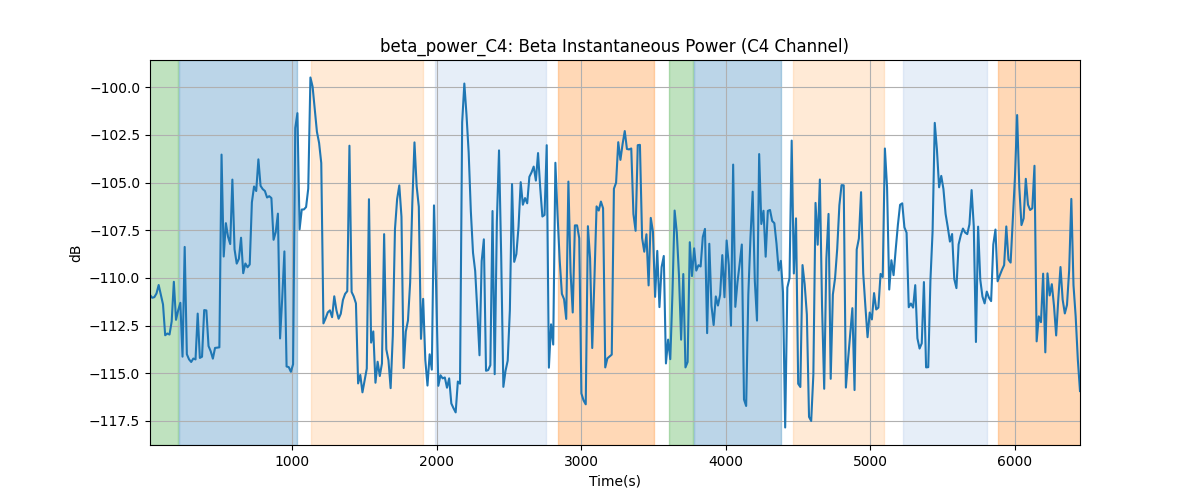 beta_power_C4: Beta Instantaneous Power (C4 Channel)
dB
−100.0
−102.5
−105.0
−107.5
−110.0
−112.5
−115.0
−117.5
1000 2000 3000 4000 5000 6000
Time(s)